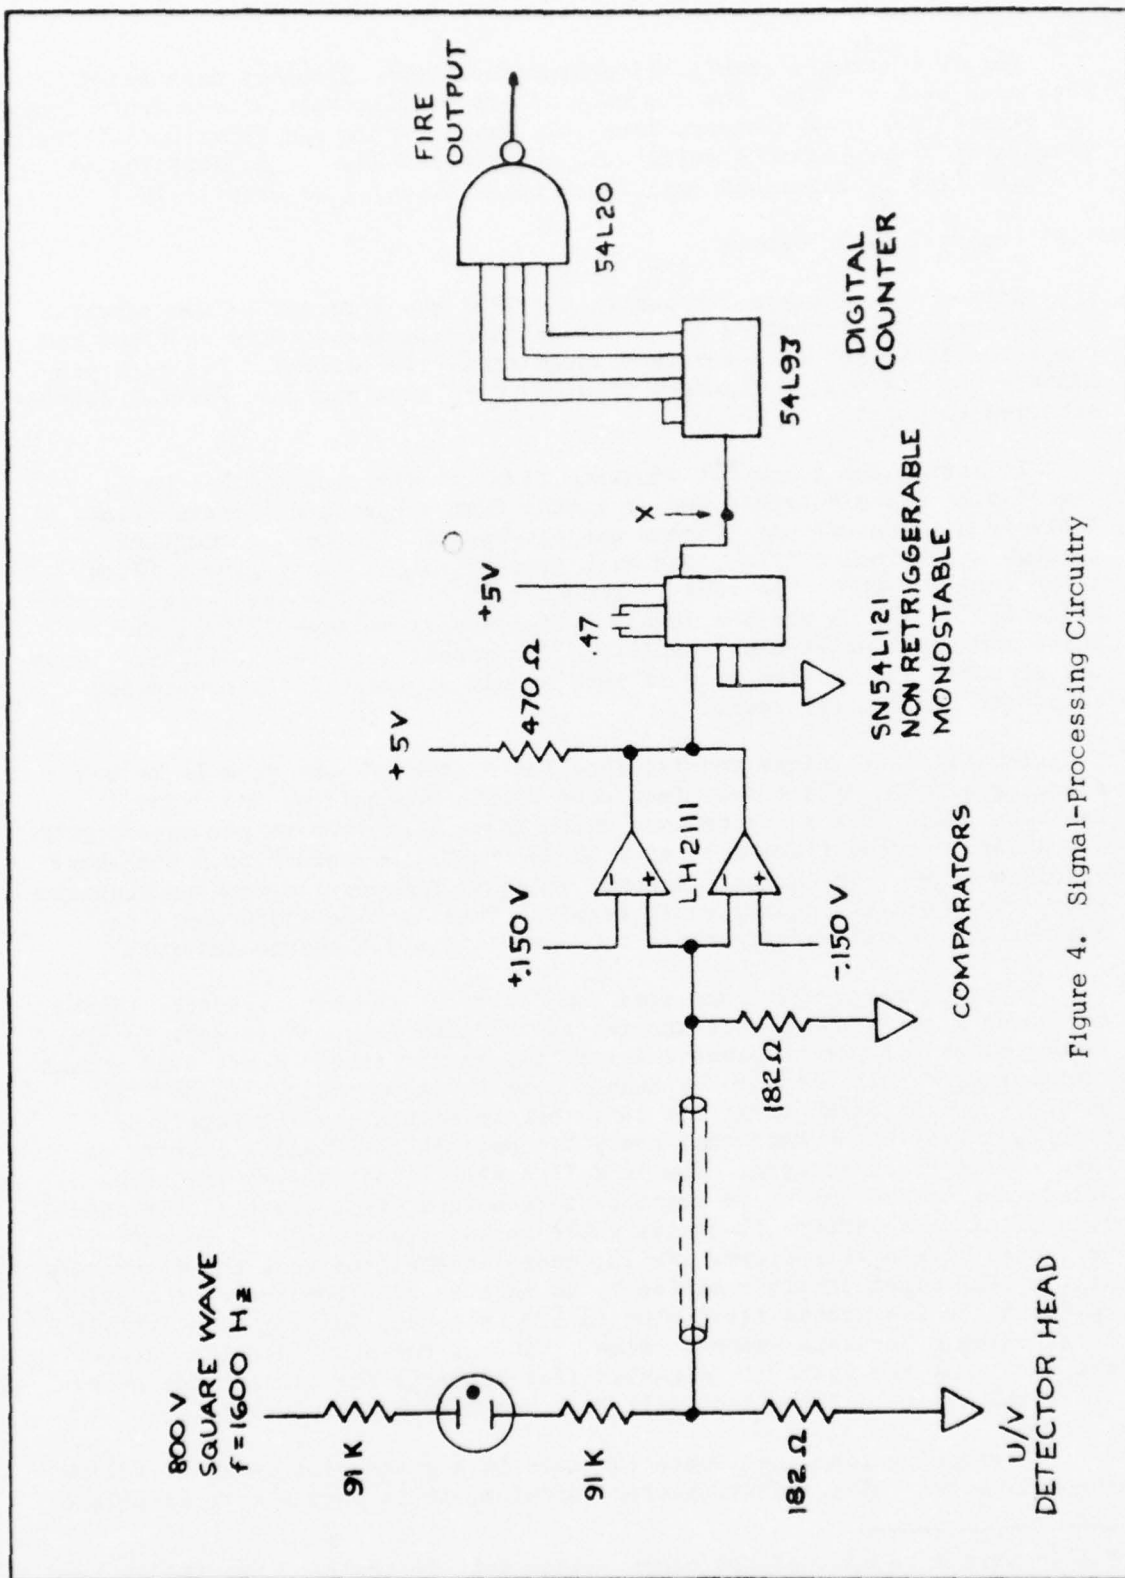 800 V
SQUARE WAVE
f = 1600 Hz
91 K
91 K
182 Ω
U/V
DETECTOR HEAD
182 Ω
+.150 V
-.150 V
LH2111
COMPARATORS
+5V
470 Ω
.47
+5V
SN54L121
NON RETRIGGERABLE
MONOSTABLE
X
54L93
DIGITAL
COUNTER
54L20
FIRE
OUTPUT
- +
- +
Figure 4. Signal-Processing Circuitry